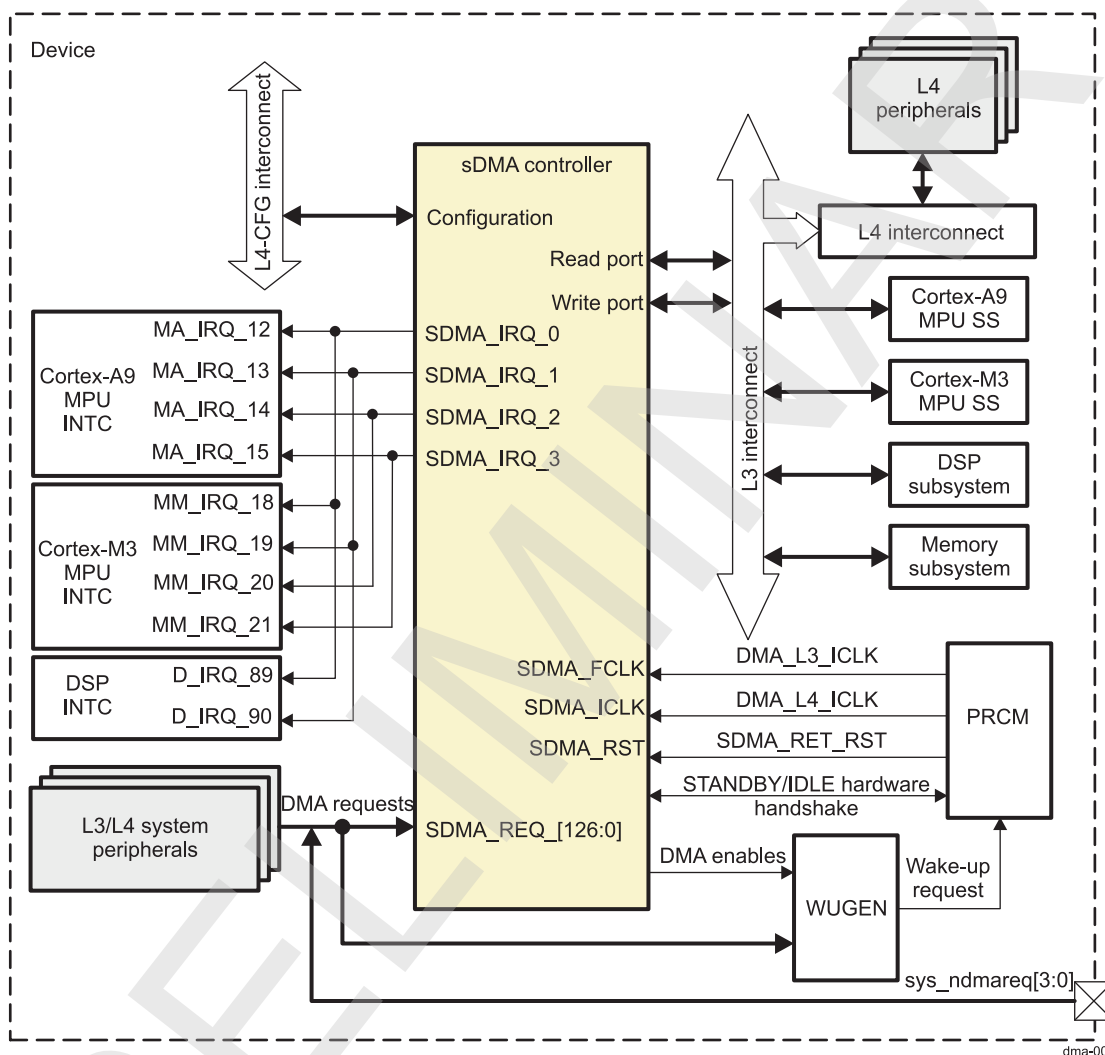 Device
L4-CFG interconnect
sDMA controller
Configuration
Read port
Write port
SDMA_IRQ_0
SDMA_IRQ_1
SDMA_IRQ_2
SDMA_IRQ_3
L4
peripherals
L4 interconnect
L3 interconnect
Cortex-A9
MPU SS
Cortex-M3
MPU SS
DSP
subsystem
Memory
subsystem
Cortex-A9
MPU
INTC
MA_IRQ_12
MA_IRQ_13
MA_IRQ_14
MA_IRQ_15
Cortex-M3
MPU
INTC
MM_IRQ_18
MM_IRQ_19
MM_IRQ_20
MM_IRQ_21
DSP
INTC
D_IRQ_89
D_IRQ_90
SDMA_FCLK
SDMA_ICLK
SDMA_RST
DMA_L3_ICLK
DMA_L4_ICLK
SDMA_RET_RST
STANDBY/IDLE hardware
handshake
PRCM
L3/L4 system
peripherals
DMA requests
SDMA_REQ_[126:0]
DMA enables
WUGEN
Wake-up
request
sys_ndmareq[3:0]